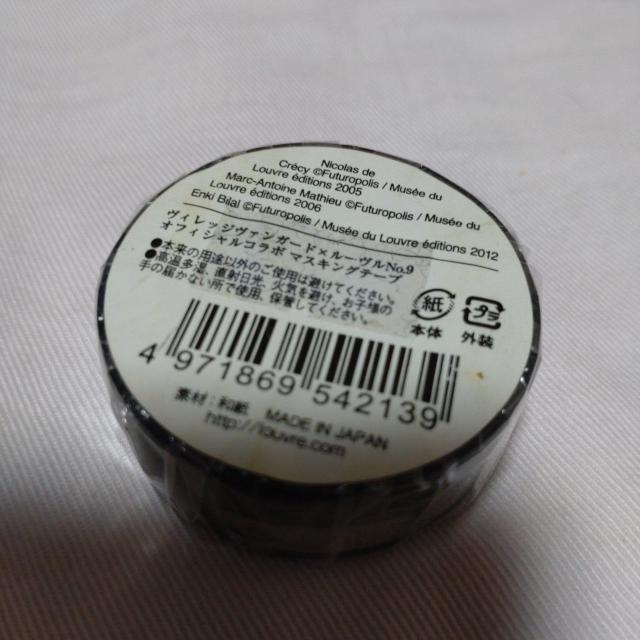 Nicolas de
Crécy ©Futuropolis / Musée du
Louvre éditions 2005
Marc-Antoine Mathieu ©Futuropolis / Musée du
Louvre éditions 2006
Enki Bilal ©Futuropolis / Musée du Louvre éditions 2012
ヴィレッジヴァンガード×ルーヴルNo.9
オフィシャルコラボ マスキングテープ
●本来の用途以外のご使用は避けてください。
●高温多湿、直射日光、火気を避け、お子様の
手の届かない所で使用、保管してください。
紙 プラ
本体 外装
4 971869 542139
素材：和紙 MADE IN JAPAN
http://louvre.com